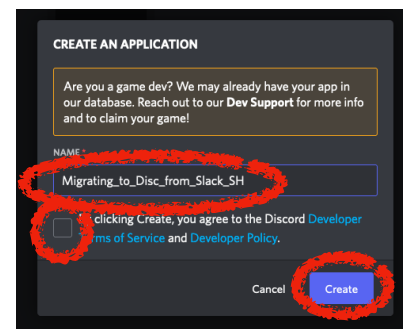 CREATE AN APPLICATION
Are you a game dev? We may already have your app in
our database. Reach out to our Dev Support for more info
and to claim your game!
NAME *
Migrating_to_Disc_from_Slack_SH
clicking Create, you agree to the Discord Developer
of Service and Developer Policy.
Cancel
Create